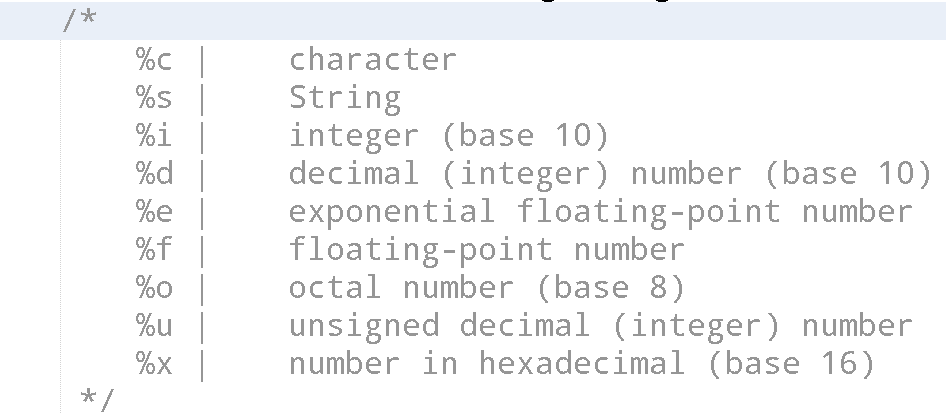 /*
%c |    character
%s |    String
%i |    integer (base 10)
%d |    decimal (integer) number (base 10)
%e |    exponential floating-point number
%f |    floating-point number
%o |    octal number (base 8)
%u |    unsigned decimal (integer) number
%x |    number in hexadecimal (base 16)
*/